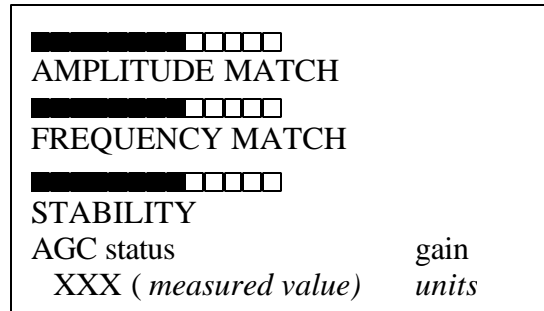 AMPLITUDE MATCH
FREQUENCY MATCH
STABILITY
AGC status gain
XXX ( measured value) units